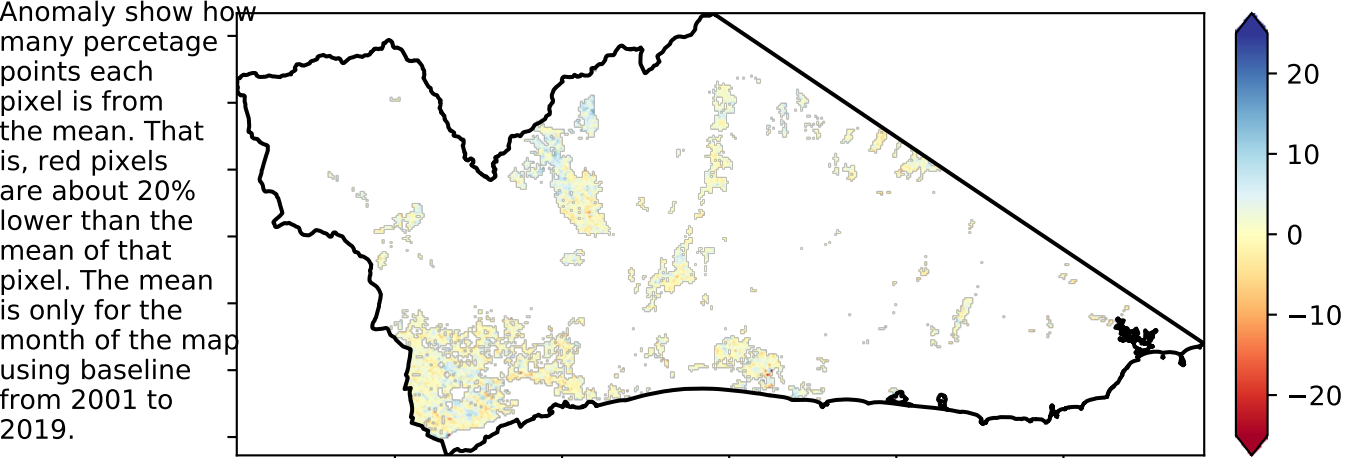 Anomaly show how
many percetage
points each
pixel is from
the mean. That
is, red pixels
are about 20%
lower than the
mean of that
pixel. The mean
is only for the
month of the map
using baseline
from 2001 to
2019.
20
10
0
−10
−20